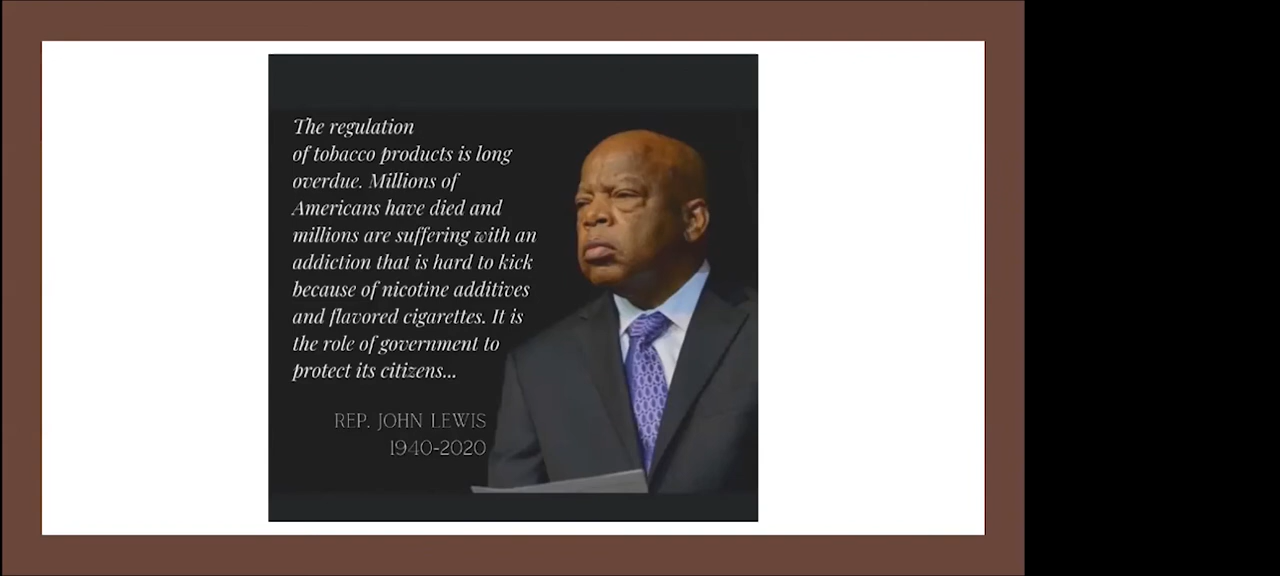 The regulation
of tobacco products is long
overdue. Millions of
Americans have died and
millions are suffering with an
addiction that is hard to kick
because of nicotine additives
and flavored cigarettes. It is
the role of government to
protect its citizens...
REP. JOHN LEWIS
1940-2020